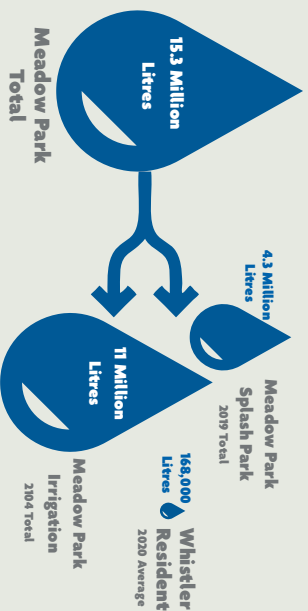 15.3 Million
Litres
Meadow Park
Total
4.3 Million
Litres
Meadow Park
Splash Park
2019 Total
11 Million
Litres
Meadow Park
Irrigation
2104 Total
168,000
Litres
Whistler
Resident
2020 Average